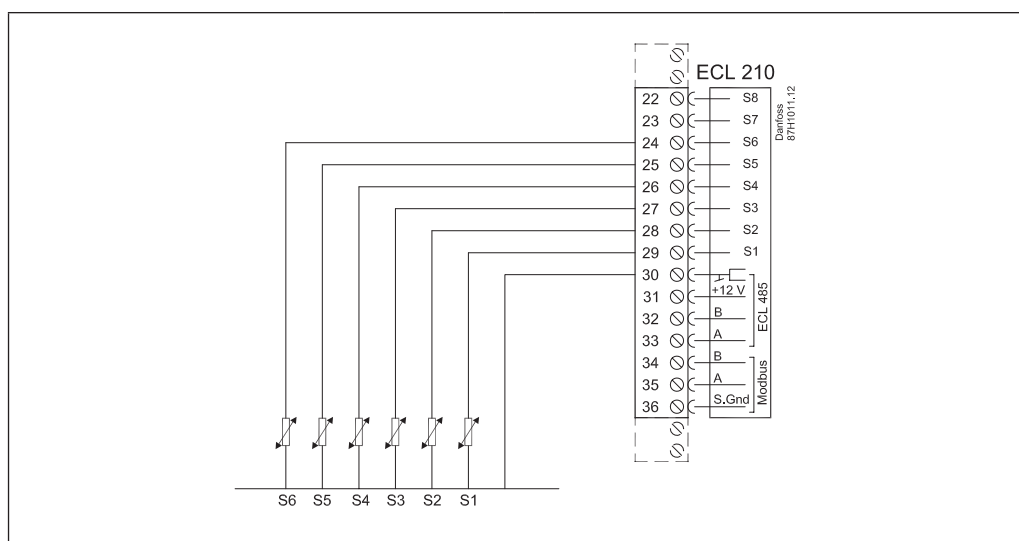 ECL 210
Danfoss
87H1011.12
22 S8
23 S7
24 S6
25 S5
26 S4
27 S3
28 S2
29 S1
30
31 +12 V
32 B
33 A
ECL 485
34 B
35 A
36 S.Gnd
Modbus
S6 S5 S4 S3 S2 S1